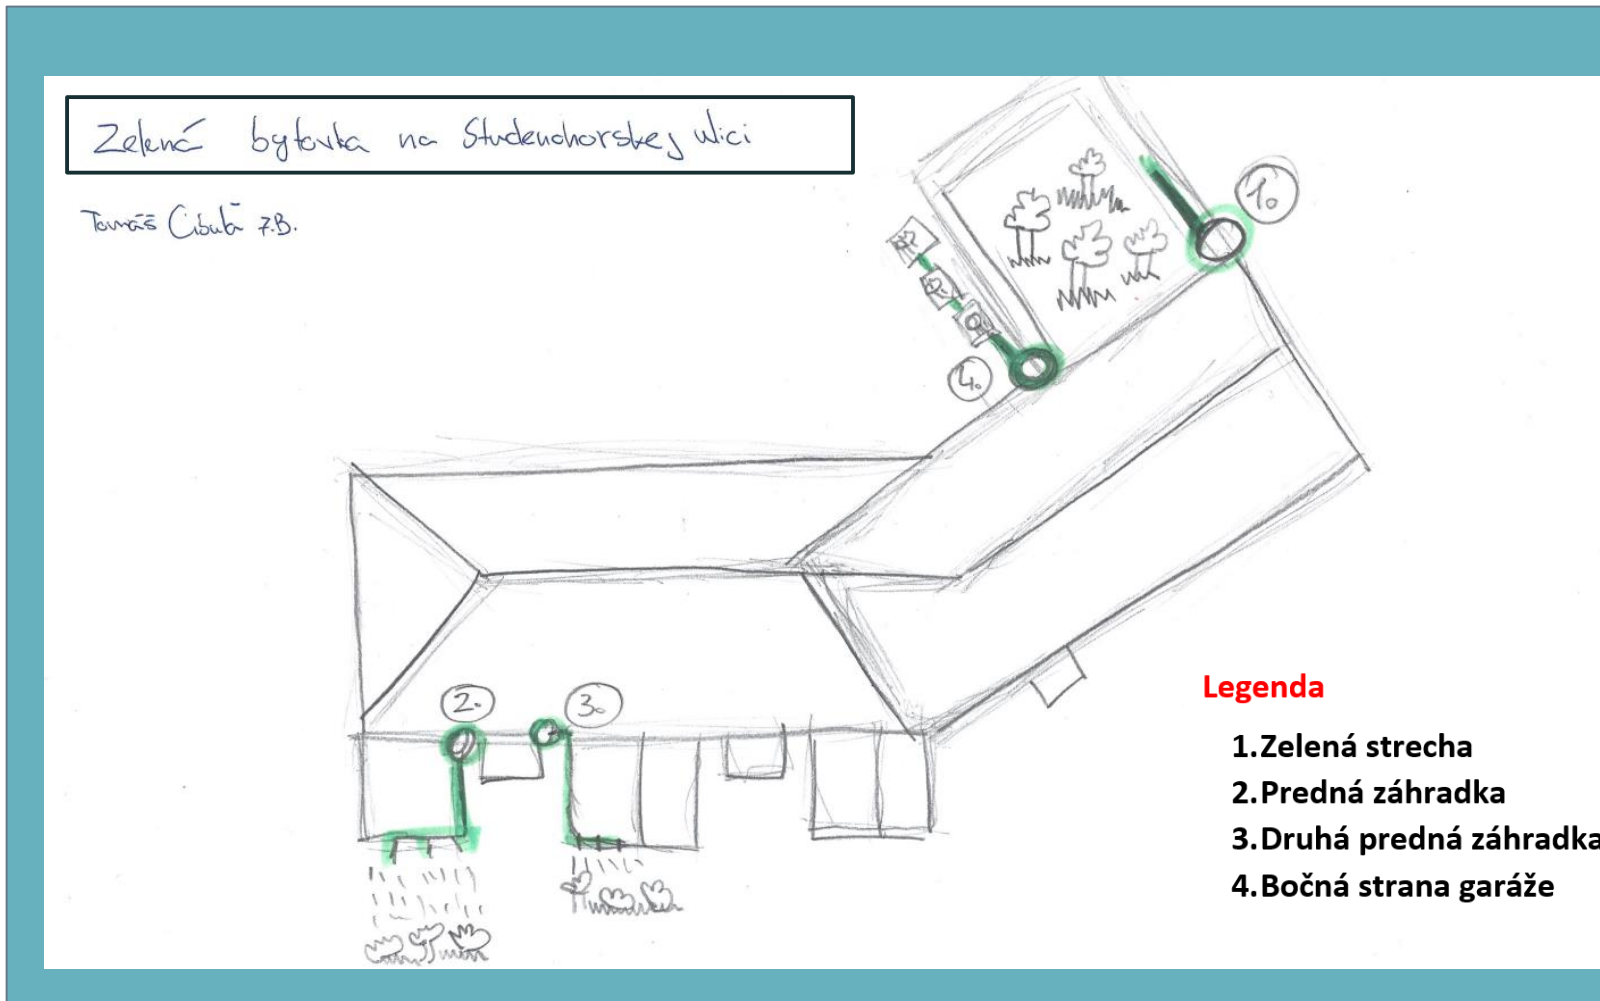 Zelená bytovka na Studenohorskej ulici
Tomáš Cibuľa 7.B.
1.
4.
2.
3.
Legenda
1.Zelená strecha
2.Predná záhradka
3.Druhá predná záhradka
4.Bočná strana garáže